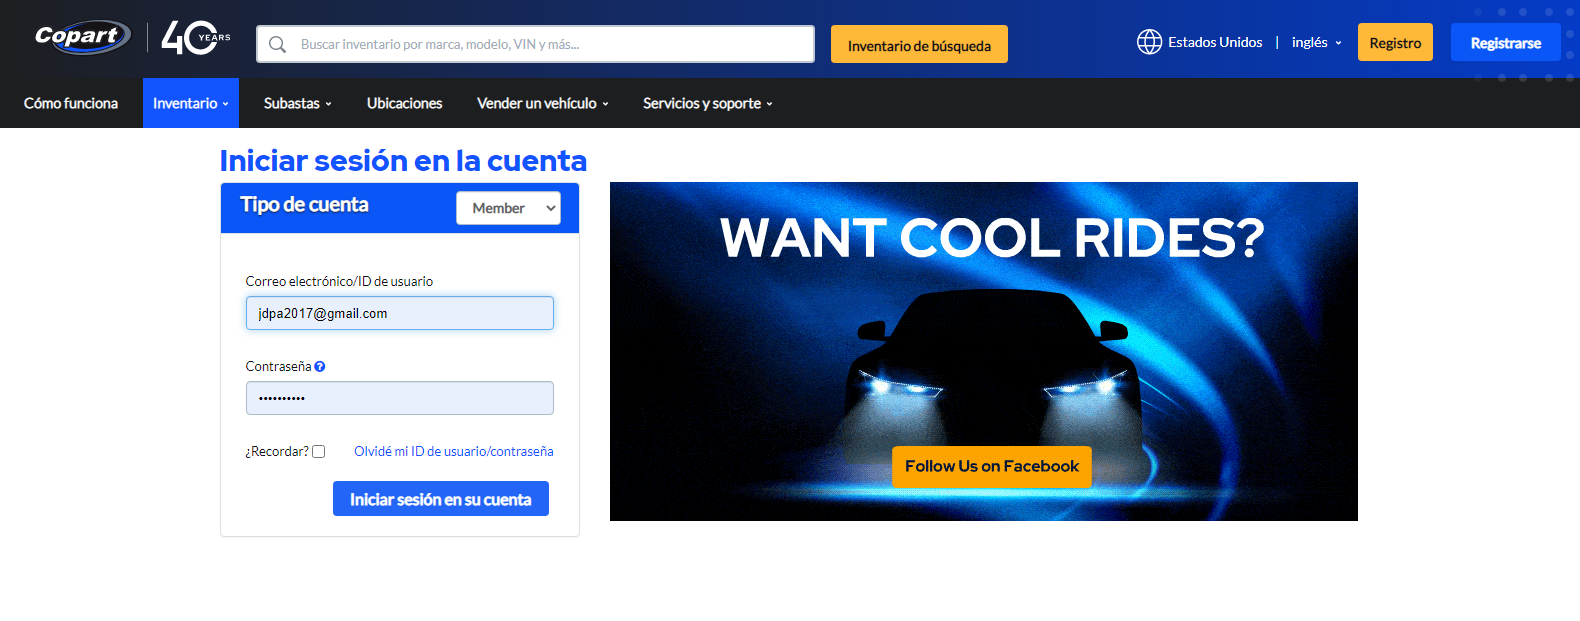 Copart 40 YEARS
Buscar inventario por marca, modelo, VIN y más...
Inventario de búsqueda
Estados Unidos | inglés
Registro
Registrarse
Cómo funciona Inventario Subastas Ubicaciones Vender un vehículo Servicios y soporte
Iniciar sesión en la cuenta
Tipo de cuenta Member
Correo electrónico/ID de usuario
jdpa2017@gmail.com
Contraseña ?
••••••••••
¿Recordar? Olvidé mi ID de usuario/contraseña
Iniciar sesión en su cuenta
WANT COOL RIDES?
Follow Us on Facebook